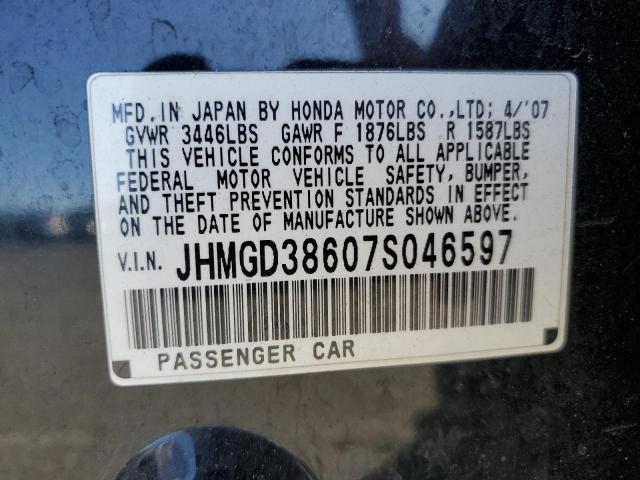 MFD. IN JAPAN BY HONDA MOTOR CO.,LTD; 4/'07
GVWR 3446LBS GAWR F 1876LBS R 1587LBS
THIS VEHICLE CONFORMS TO ALL APPLICABLE
FEDERAL MOTOR VEHICLE SAFETY, BUMPER,
AND THEFT PREVENTION STANDARDS IN EFFECT
ON THE DATE OF MANUFACTURE SHOWN ABOVE.
V.I.N. JHMGD38607S046597
PASSENGER CAR